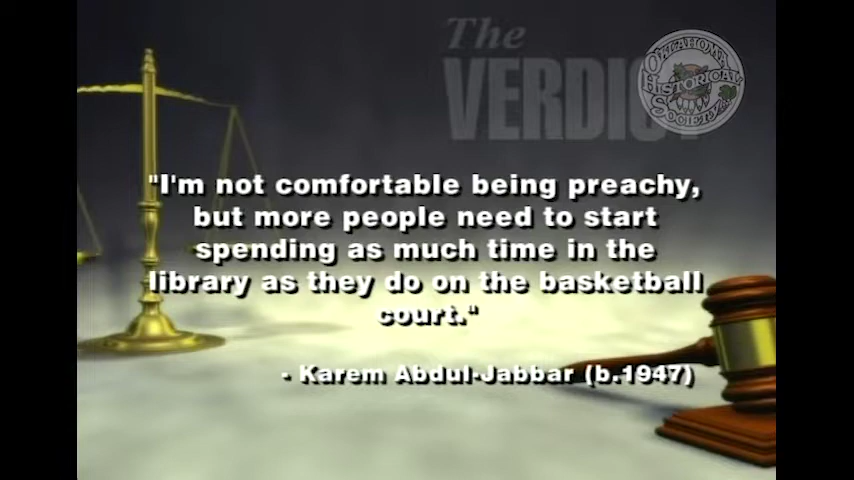 The
VERDICT
OKLAHOMA
HISTORICAL
SOCIETY
"I'm not comfortable being preachy,
but more people need to start
spending as much time in the
library as they do on the basketball
court."
- Karem Abdul-Jabbar (b.1947)